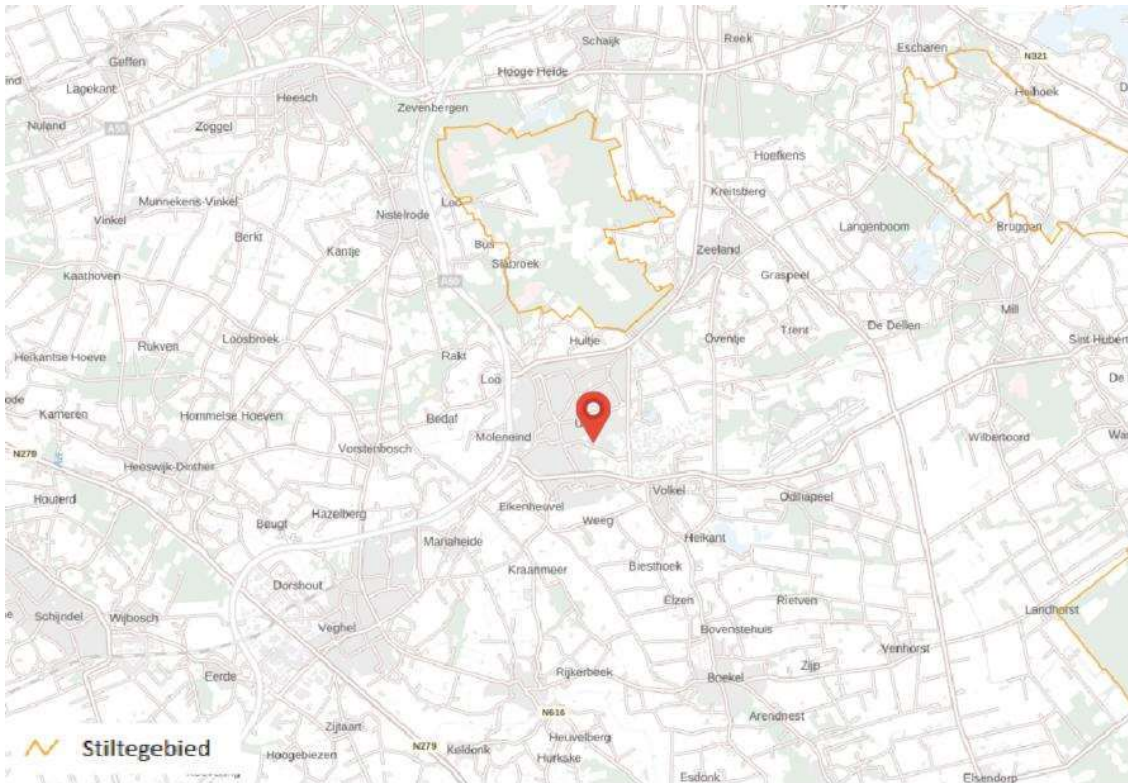 Schaijk
Reek
Escharen
Geffen
N321
Hooge Heide
Lagekant
Heesch
Halhoek
Zevenbergen
Nuland
Zoggel
Hoefkens
Kreitsberg
Loo
Munnekens-Vinkel
Nistelrode
Vinkel
Langenboom
Bruggen
Berkt
Bus
Kantje
Zeeland
Slabroek
Kaathoven
Graspeel
Mill
Trent
De Dellen
Huitje
Oventje
Loosbroek
Rukven
Sint Hubert
Heikantse Hoeve
Rakt
Loo
De
Kameren
Hommelse Hoeven
Bedaf
Moleneind
Wilbertoord
N279
Vorstenbosch
Heeswijk-Dinther
Volkel
Odiliapeel
Houterd
Eikenheuvel
Hazelberg
Weeg
Beugt
Heikant
Mariaheide
Kraanmeer
Biesthoek
Dorshout
Elzen
Rietven
Landhorst
Schijndel
Wijbosch
Veghel
Bovenstehuis
Venhorst
Zijp
Eerde
Rijkerbeek
Boekel
N616
Arendnest
Zijtaart
Heuvelberg
Stiltegebied
N279
Keldonk
Hoogebiezen
Hurkske
Esdonk
Elsendorp